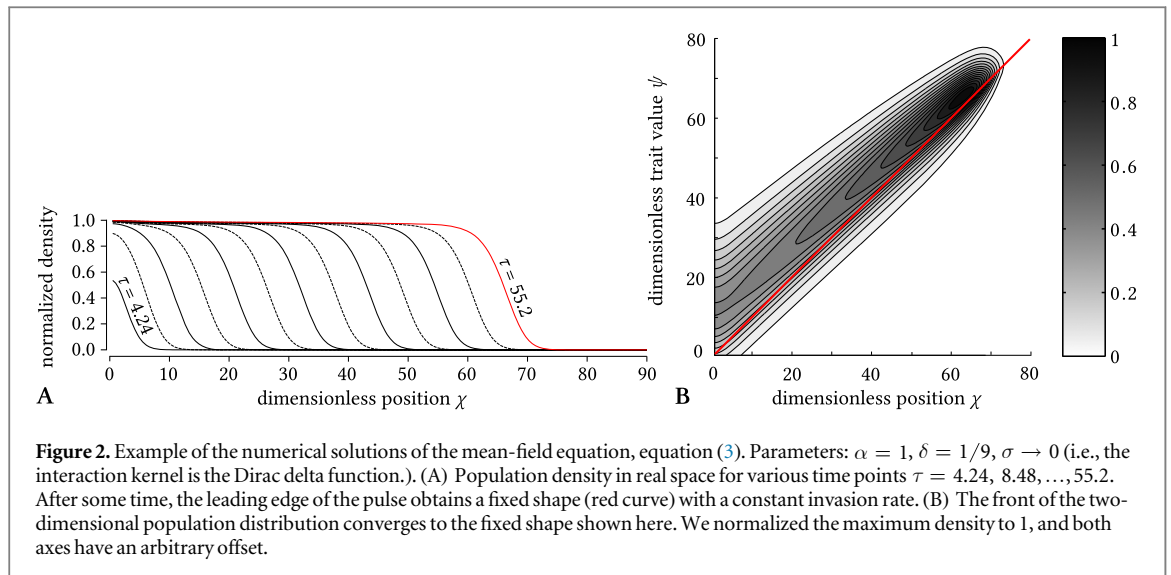 1.0
0.8
0.6
0.4
0.2
0.0
normalized density
τ = 4.24
τ = 55.2
0 10 20 30 40 50 60 70 80 90
dimensionless position χ
A
80
60
40
20
0
dimensionless trait value ψ
0 20 40 60 80
dimensionless position χ
B
1
0.8
0.6
0.4
0.2
0
Figure 2. Example of the numerical solutions of the mean-field equation, equation (3). Parameters: α = 1, δ = 1/9, σ → 0 (i.e., the
interaction kernel is the Dirac delta function.). (A) Population density in real space for various time points τ = 4.24, 8.48, ...,55.2.
After some time, the leading edge of the pulse obtains a fixed shape (red curve) with a constant invasion rate. (B) The front of the two-
dimensional population distribution converges to the fixed shape shown here. We normalized the maximum density to 1, and both
axes have an arbitrary offset.